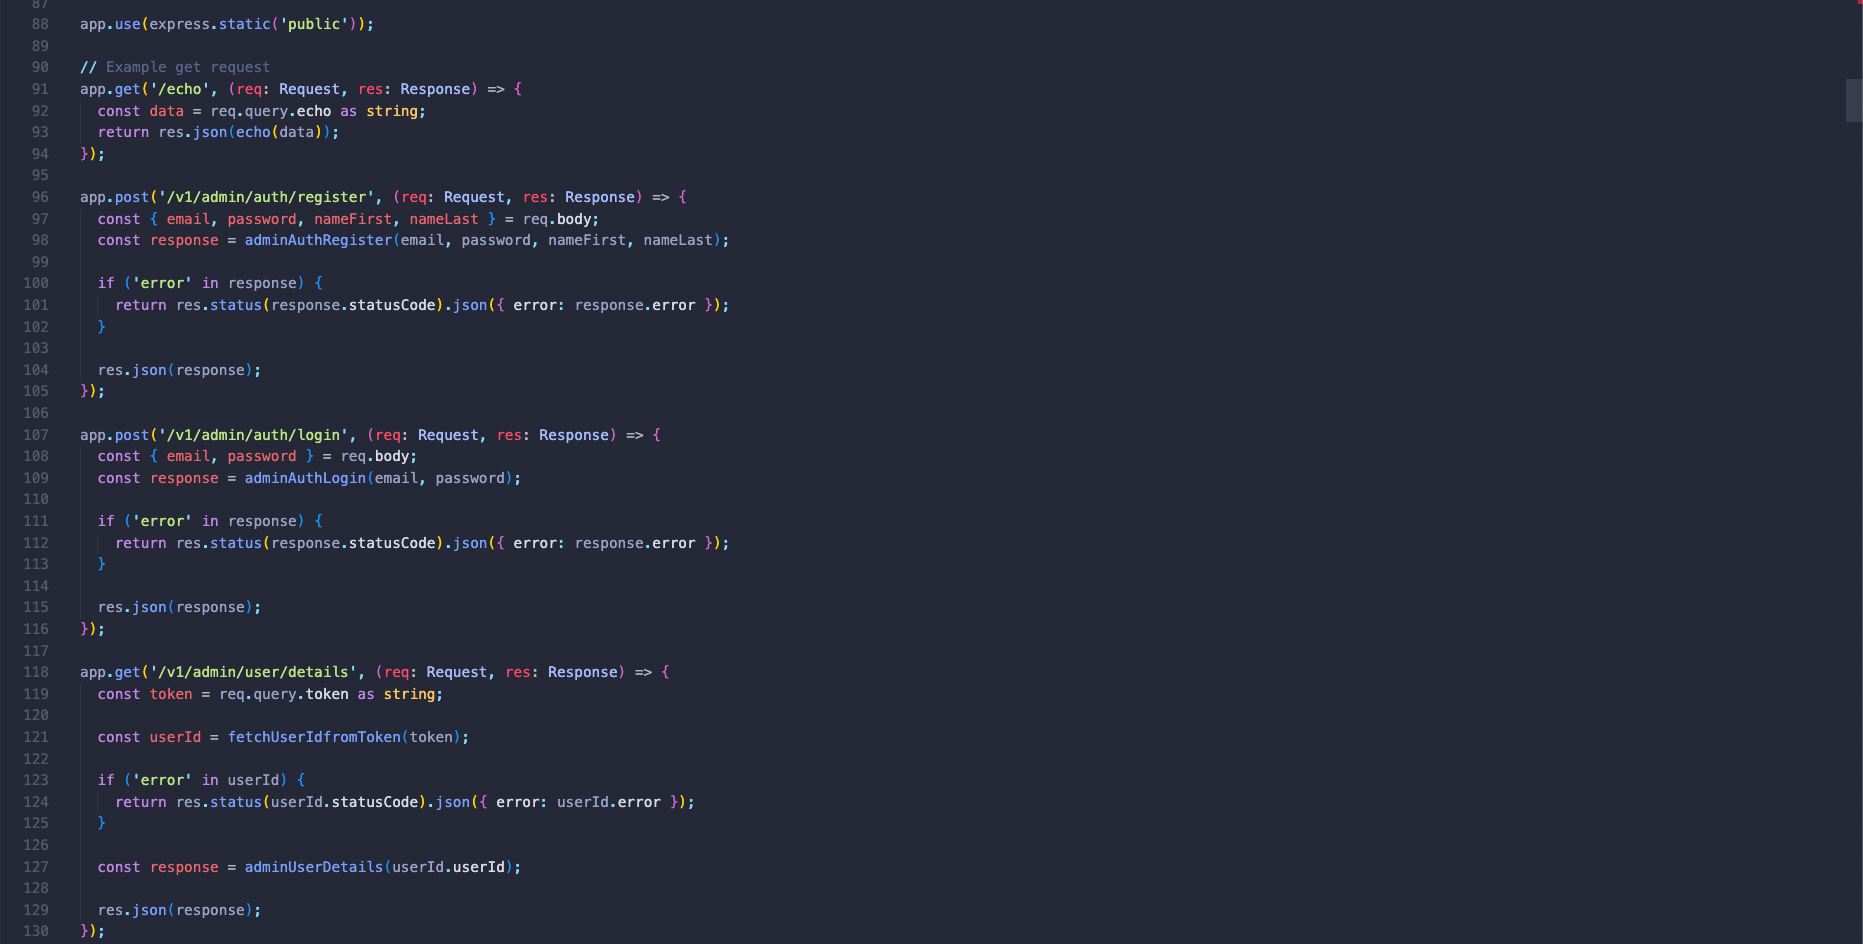 87
88 app.use(express.static('public'));
89
90 // Example get request
91 app.get('/echo', (req: Request, res: Response) => {
92   const data = req.query.echo as string;
93   return res.json(echo(data));
94 });
95
96 app.post('/v1/admin/auth/register', (req: Request, res: Response) => {
97   const { email, password, nameFirst, nameLast } = req.body;
98   const response = adminAuthRegister(email, password, nameFirst, nameLast);
99
100   if ('error' in response) {
101     return res.status(response.statusCode).json({ error: response.error });
102   }
103
104   res.json(response);
105 });
106
107 app.post('/v1/admin/auth/login', (req: Request, res: Response) => {
108   const { email, password } = req.body;
109   const response = adminAuthLogin(email, password);
110
111   if ('error' in response) {
112     return res.status(response.statusCode).json({ error: response.error });
113   }
114
115   res.json(response);
116 });
117
118 app.get('/v1/admin/user/details', (req: Request, res: Response) => {
119   const token = req.query.token as string;
120
121   const userId = fetchUserIdfromToken(token);
122
123   if ('error' in userId) {
124     return res.status(userId.statusCode).json({ error: userId.error });
125   }
126
127   const response = adminUserDetails(userId.userId);
128
129   res.json(response);
130 });